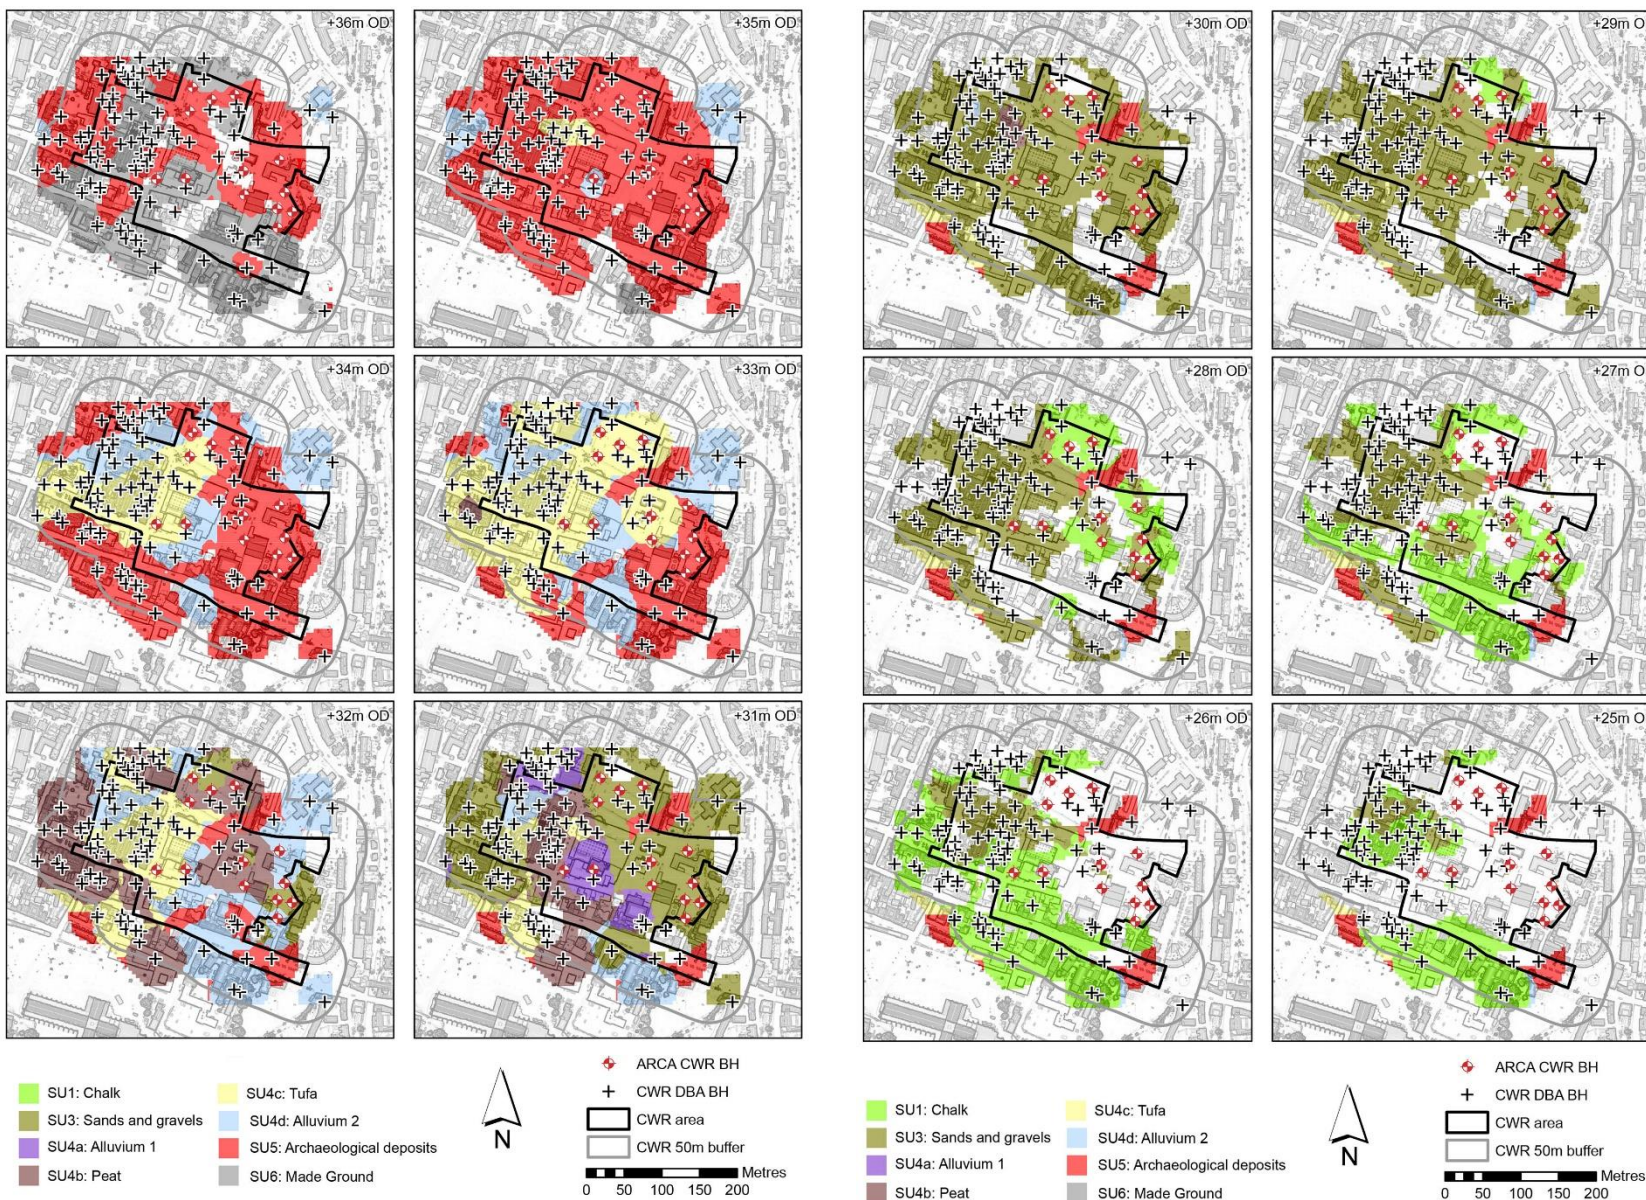 +36m OD
+35m OD
+30m OD
+29m O
+34m OD
+33m OD
+28m OD
+27m O
+32m OD
+31m OD
+26m OD
+25m O
SU1: Chalk
SU3: Sands and gravels
SU4a: Alluvium 1
SU4b: Peat
SU4c: Tufa
SU4d: Alluvium 2
SU5: Archaeological deposits
SU6: Made Ground
N
ARCA CWR BH
CWR DBA BH
CWR area
CWR 50m buffer
Metres
0 50 100 150 200
SU1: Chalk
SU3: Sands and gravels
SU4a: Alluvium 1
SU4b: Peat
SU4c: Tufa
SU4d: Alluvium 2
SU5: Archaeological deposits
SU6: Made Ground
N
ARCA CWR BH
CWR DBA BH
CWR area
CWR 50m buffer
Metres
0 50 100 150 200